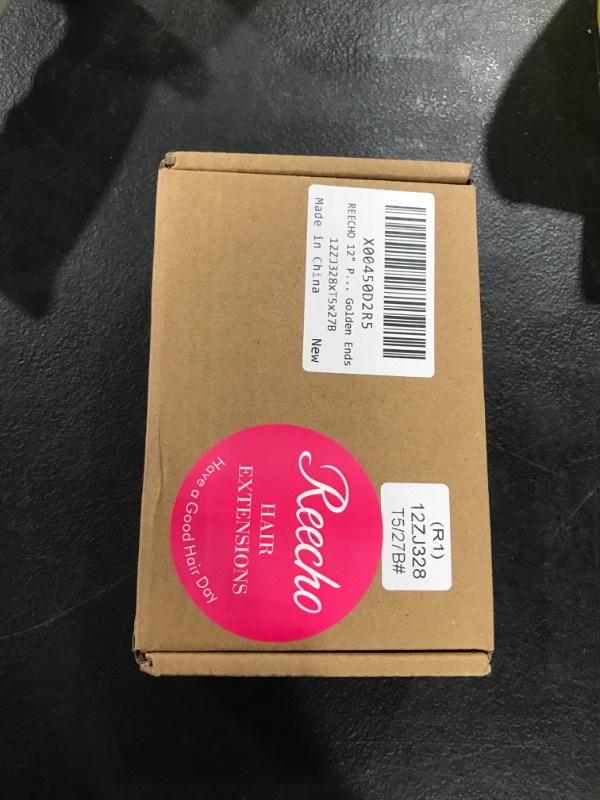 X00450D2R5
REECHO 12" P... Golden Ends
12ZJ328xT5x27B
Made in China New
(R1)
12ZJ328
T5/27B#
Reecho
HAIR
EXTENSIONS
Have a Good Hair Day